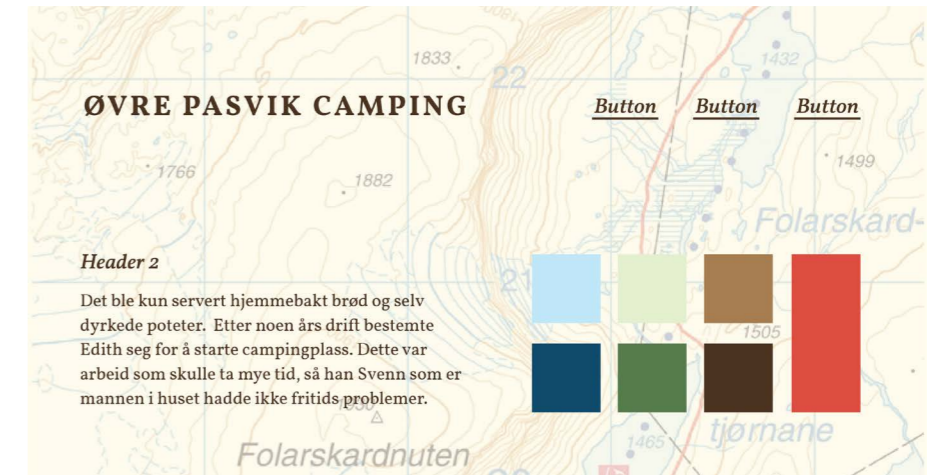 1833
22
1432
ØVRE PASVIK CAMPING
Button Button Button
1766
1882
1499
Folarskard-
Header 2
21
Det ble kun servert hjemmebakt brød og selv
dyrkede poteter. Etter noen års drift bestemte
Edith seg for å starte campingplass. Dette var
arbeid som skulle ta mye tid, så han Svenn som er
mannen i huset hadde ikke fritids problemer.
1505
tjørnane
1465
Folarskardnuten